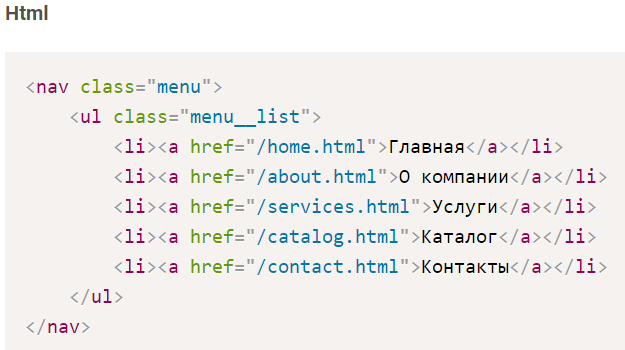 Html
<nav class="menu">
    <ul class="menu__list">
        <li><a href="/home.html">Главная</a></li>
        <li><a href="/about.html">О компании</a></li>
        <li><a href="/services.html">Услуги</a></li>
        <li><a href="/catalog.html">Каталог</a></li>
        <li><a href="/contact.html">Контакты</a></li>
    </ul>
</nav>